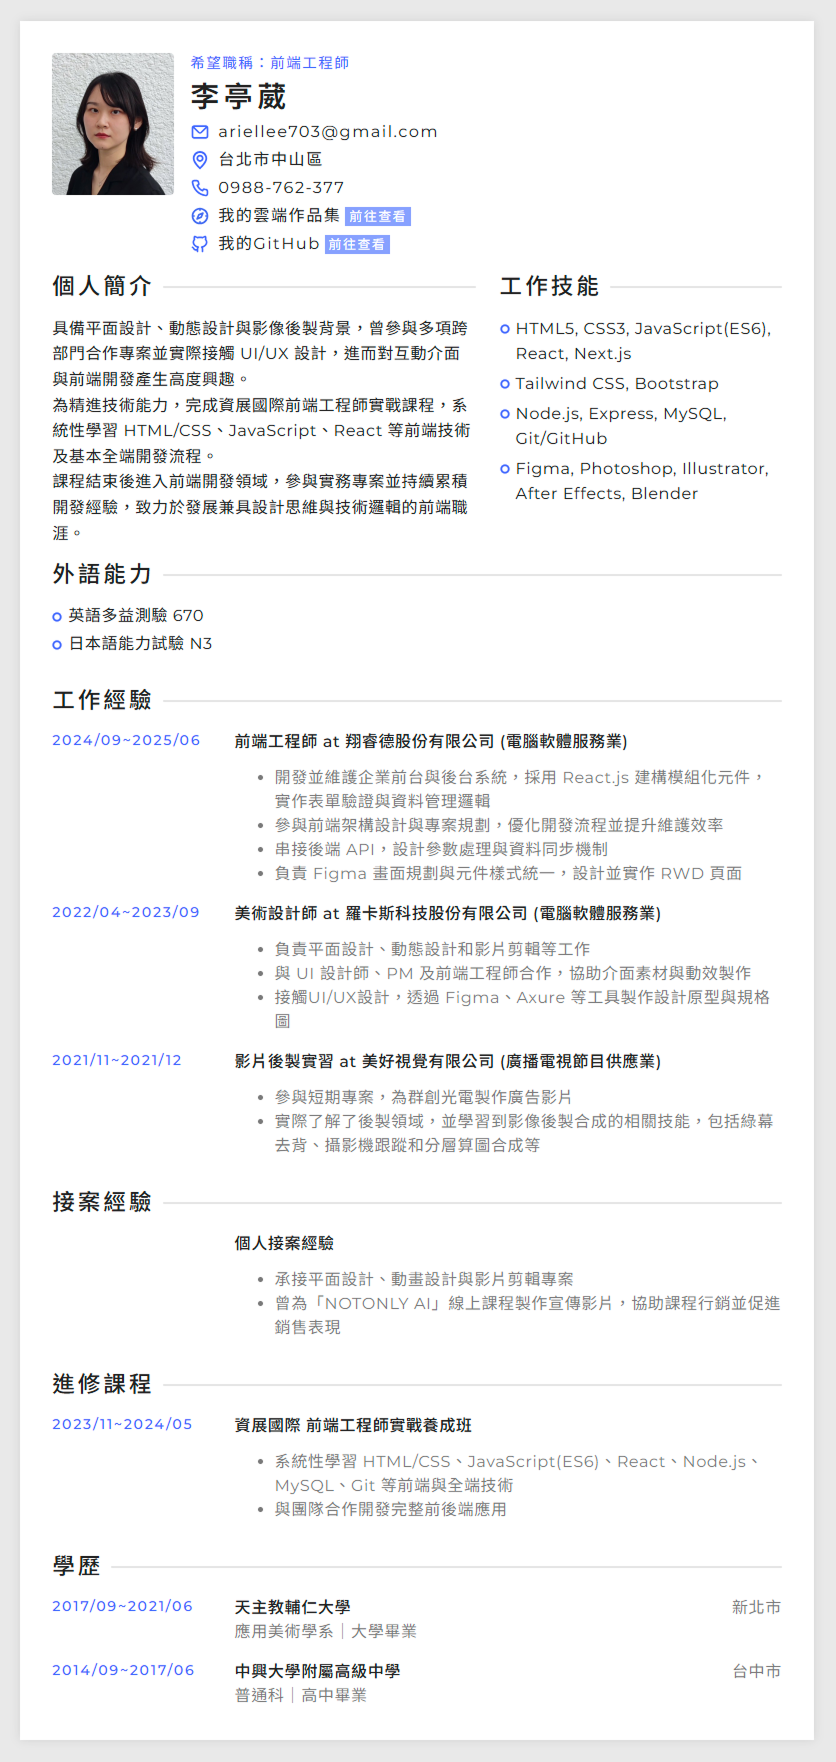 希望職稱：前端工程師
李亭葳
ariellee703@gmail.com
台北市中山區
0988-762-377
我的雲端作品集 前往查看
我的GitHub 前往查看
個人簡介
具備平面設計、動態設計與影像後製背景，曾參與多項跨
部門合作專案並實際接觸 UI/UX 設計，進而對互動介面
與前端開發產生高度興趣。
為精進技術能力，完成資展國際前端工程師實戰課程，系
統性學習 HTML/CSS、JavaScript、React 等前端技術
及基本全端開發流程。
課程結束後進入前端開發領域，參與實務專案並持續累積
開發經驗，致力於發展兼具設計思維與技術邏輯的前端職
涯。
工作技能
HTML5, CSS3, JavaScript(ES6),
React, Next.js
Tailwind CSS, Bootstrap
Node.js, Express, MySQL,
Git/GitHub
Figma, Photoshop, Illustrator,
After Effects, Blender
外語能力
英語多益測驗 670
日本語能力試驗 N3
工作經驗
2024/09~2025/06
前端工程師 at 翔睿德股份有限公司 (電腦軟體服務業)
開發並維護企業前台與後台系統，採用 React.js 建構模組化元件，
實作表單驗證與資料管理邏輯
參與前端架構設計與專案規劃，優化開發流程並提升維護效率
串接後端 API，設計參數處理與資料同步機制
負責 Figma 畫面規劃與元件樣式統一，設計並實作 RWD 頁面
2022/04~2023/09
美術設計師 at 羅卡斯科技股份有限公司 (電腦軟體服務業)
負責平面設計、動態設計和影片剪輯等工作
與 UI 設計師、PM 及前端工程師合作，協助介面素材與動效製作
接觸UI/UX設計，透過 Figma、Axure 等工具製作設計原型與規格
圖
2021/11~2021/12
影片後製實習 at 美好視覺有限公司 (廣播電視節目供應業)
參與短期專案，為群創光電製作廣告影片
實際了解了後製領域，並學習到影像後製合成的相關技能，包括綠幕
去背、攝影機跟蹤和分層算圖合成等
接案經驗
個人接案經驗
承接平面設計、動畫設計與影片剪輯專案
曾為「NOTONLY AI」線上課程製作宣傳影片，協助課程行銷並促進
銷售表現
進修課程
2023/11~2024/05
資展國際 前端工程師實戰養成班
系統性學習 HTML/CSS、JavaScript(ES6)、React、Node.js、
MySQL、Git 等前端與全端技術
與團隊合作開發完整前後端應用
學歷
2017/09~2021/06
天主教輔仁大學
新北市
應用美術學系｜大學畢業
2014/09~2017/06
中興大學附屬高級中學
台中市
普通科｜高中畢業